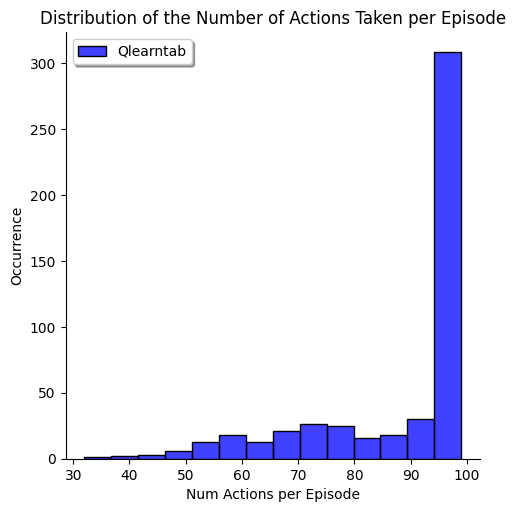 Distribution of the Number of Actions Taken per Episode
Qlearntab
300
250
200
150
100
50
0
Occurrence
30 40 50 60 70 80 90 100
Num Actions per Episode